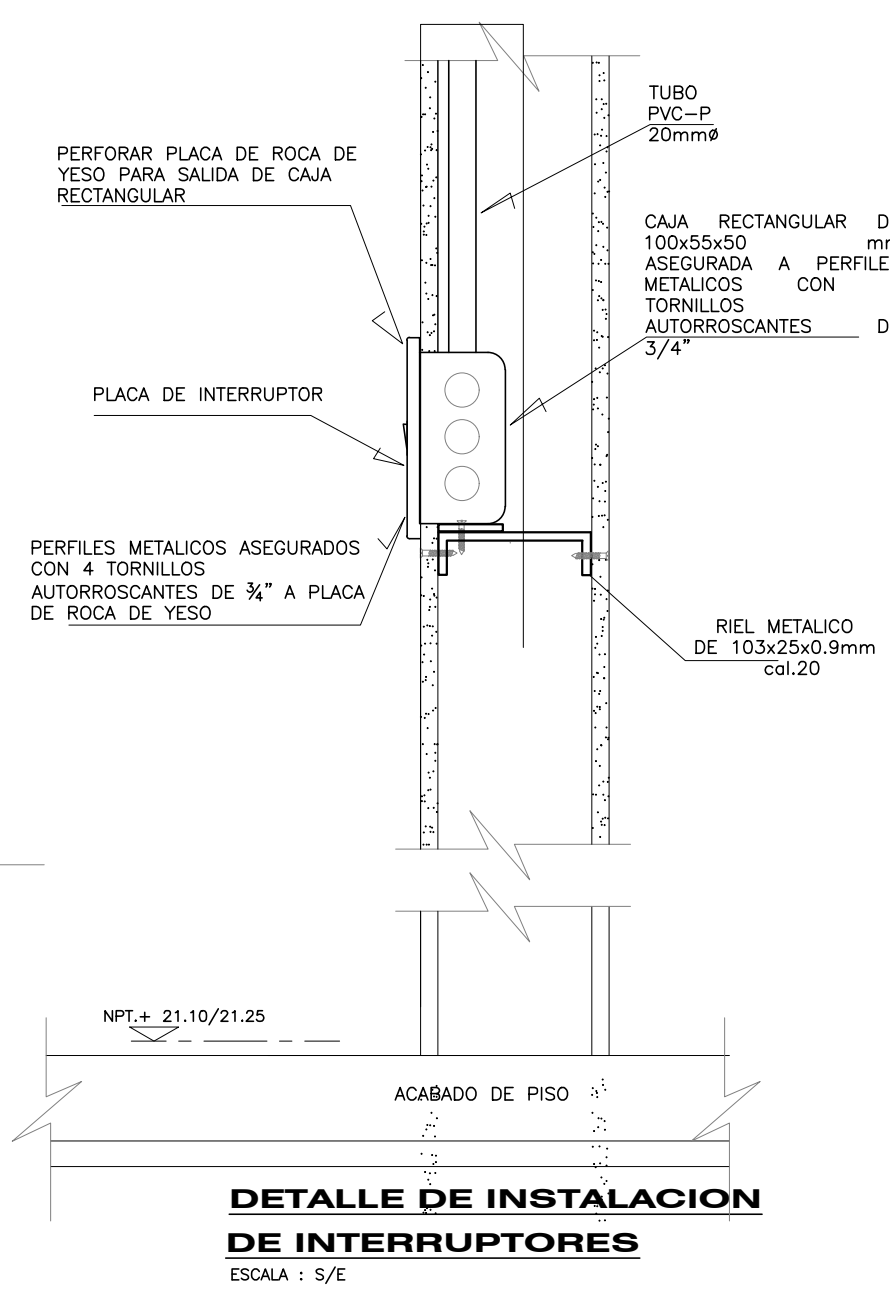 TUBO
PVC-P
20mmø
PERFORAR PLACA DE ROCA DE
YESO PARA SALIDA DE CAJA
RECTANGULAR
CAJA RECTANGULAR D
100x55x50 mr
ASEGURADA A PERFILE
METALICOS CON
TORNILLOS
AUTORROSCANTES D
3/4"
PLACA DE INTERRUPTOR
PERFILES METALICOS ASEGURADOS
CON 4 TORNILLOS
AUTORROSCANTES DE ¾" A PLACA
DE ROCA DE YESO
RIEL METALICO
DE 103x25x0.9mm
cal.20
NPT.+ 21.10/21.25
ACABADO DE PISO
DETALLE DE INSTALACION
DE INTERRUPTORES
ESCALA : S/E